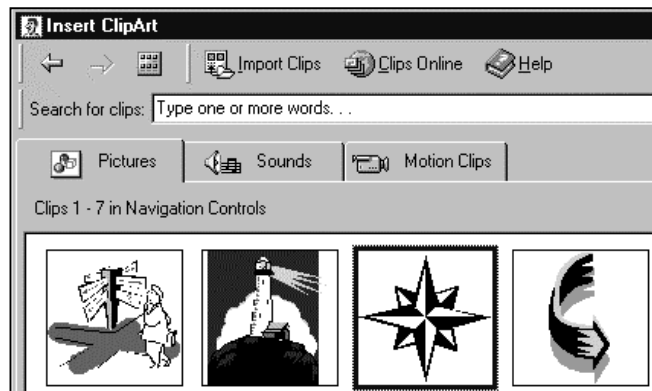 Insert ClipArt
Import Clips Clips Online Help
Search for clips: Type one or more words. . .
Pictures Sounds Motion Clips
Clips 1 - 7 in Navigation Controls